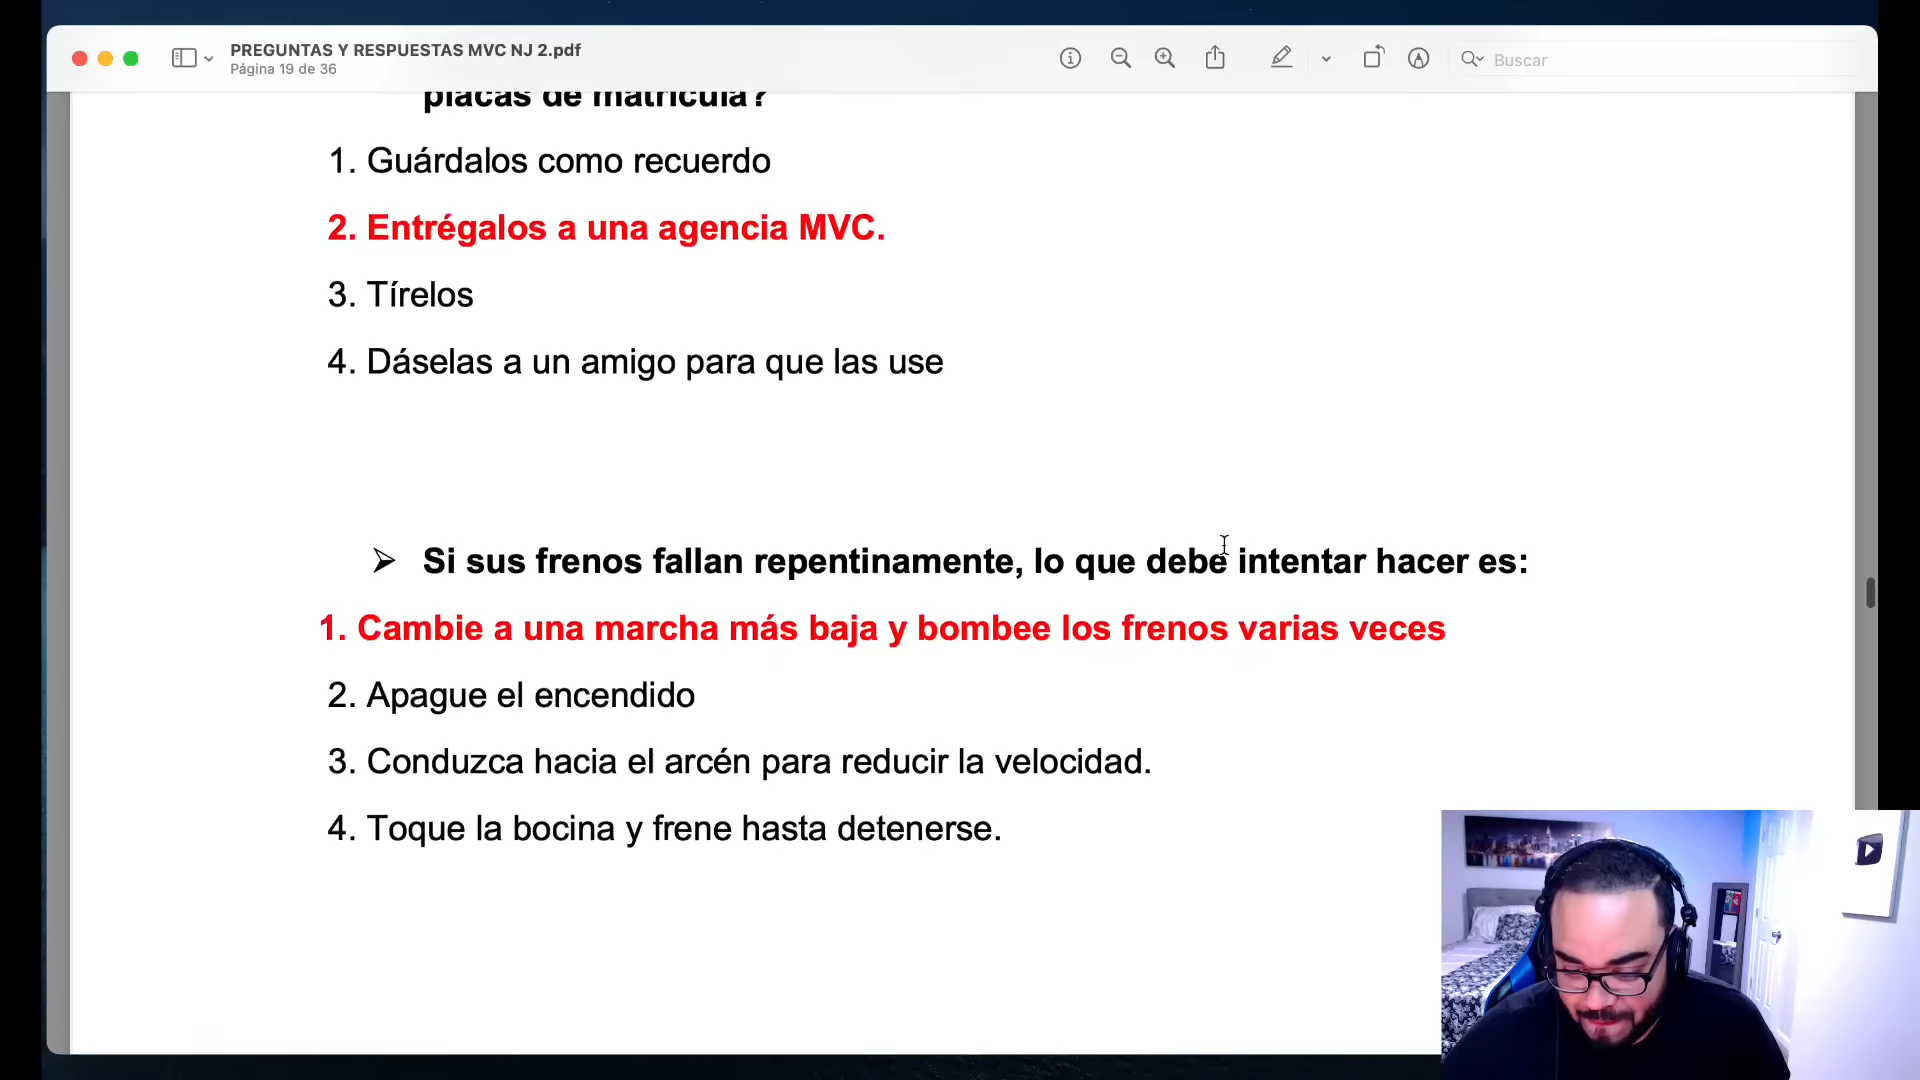 PREGUNTAS Y RESPUESTAS MVC NJ 2.pdf
Página 19 de 36
Buscar
placas de matrícula?
1. Guárdalos como recuerdo
2. Entrégalos a una agencia MVC.
3. Tírelos
4. Dáselas a un amigo para que las use
➢ Si sus frenos fallan repentinamente, lo que debe intentar hacer es:
1. Cambie a una marcha más baja y bombee los frenos varias veces
2. Apague el encendido
3. Conduzca hacia el arcén para reducir la velocidad.
4. Toque la bocina y frene hasta detenerse.